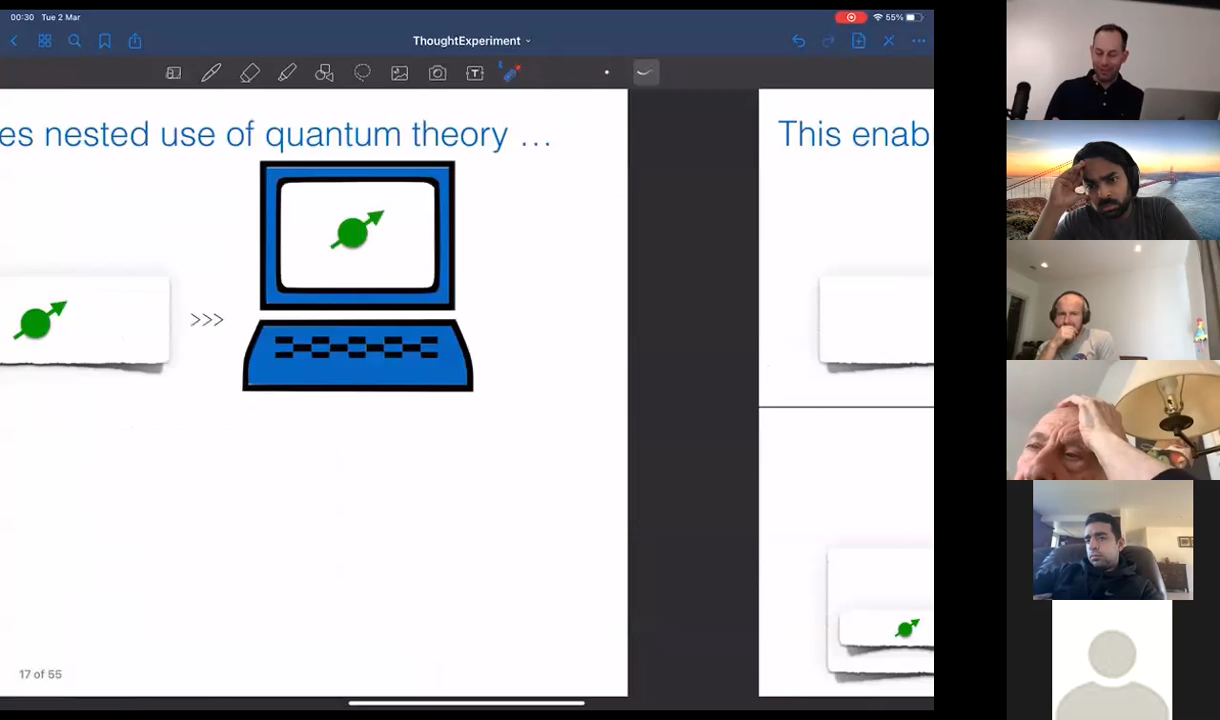 00:30 Tue 2 Mar
55%
ThoughtExperiment
T
es nested use of quantum theory ...
This enab
>>>
17 of 55